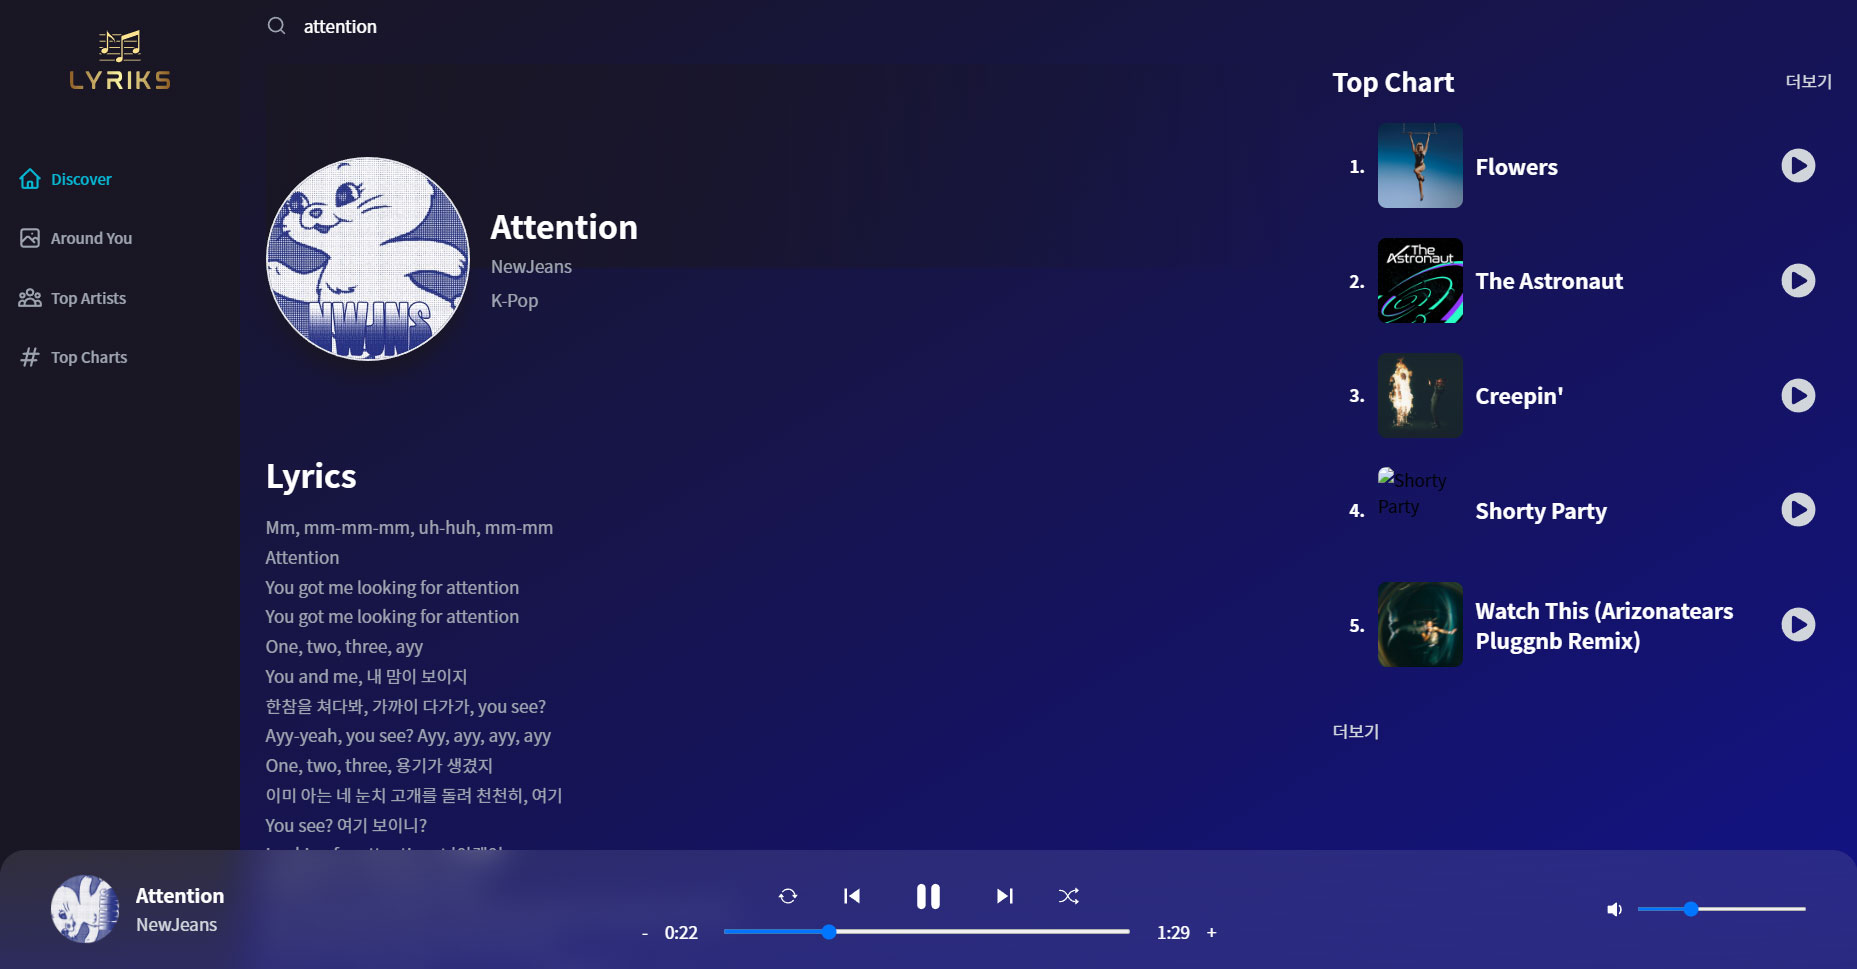 LYRIKS
attention
Discover
Around You
Top Artists
Top Charts
NWJNS
Attention
NewJeans
K-Pop
Lyrics
Mm, mm-mm-mm, uh-huh, mm-mm
Attention
You got me looking for attention
You got me looking for attention
One, two, three, ayy
You and me, 내 맘이 보이지
한참을 쳐다봐, 가까이 다가가, you see?
Ayy-yeah, you see? Ayy, ayy, ayy, ayy
One, two, three, 용기가 생겼지
이미 아는 네 눈치 고개를 돌려 천천히, 여기
You see? 여기 보이니?
Top Chart
더보기
1.
Flowers
2.
The
Astronaut
The Astronaut
3.
Creepin'
4.
Shorty
Party
Shorty Party
5.
Watch This (Arizonatears
Pluggnb Remix)
더보기
Attention
NewJeans
- 0:22
1:29 +